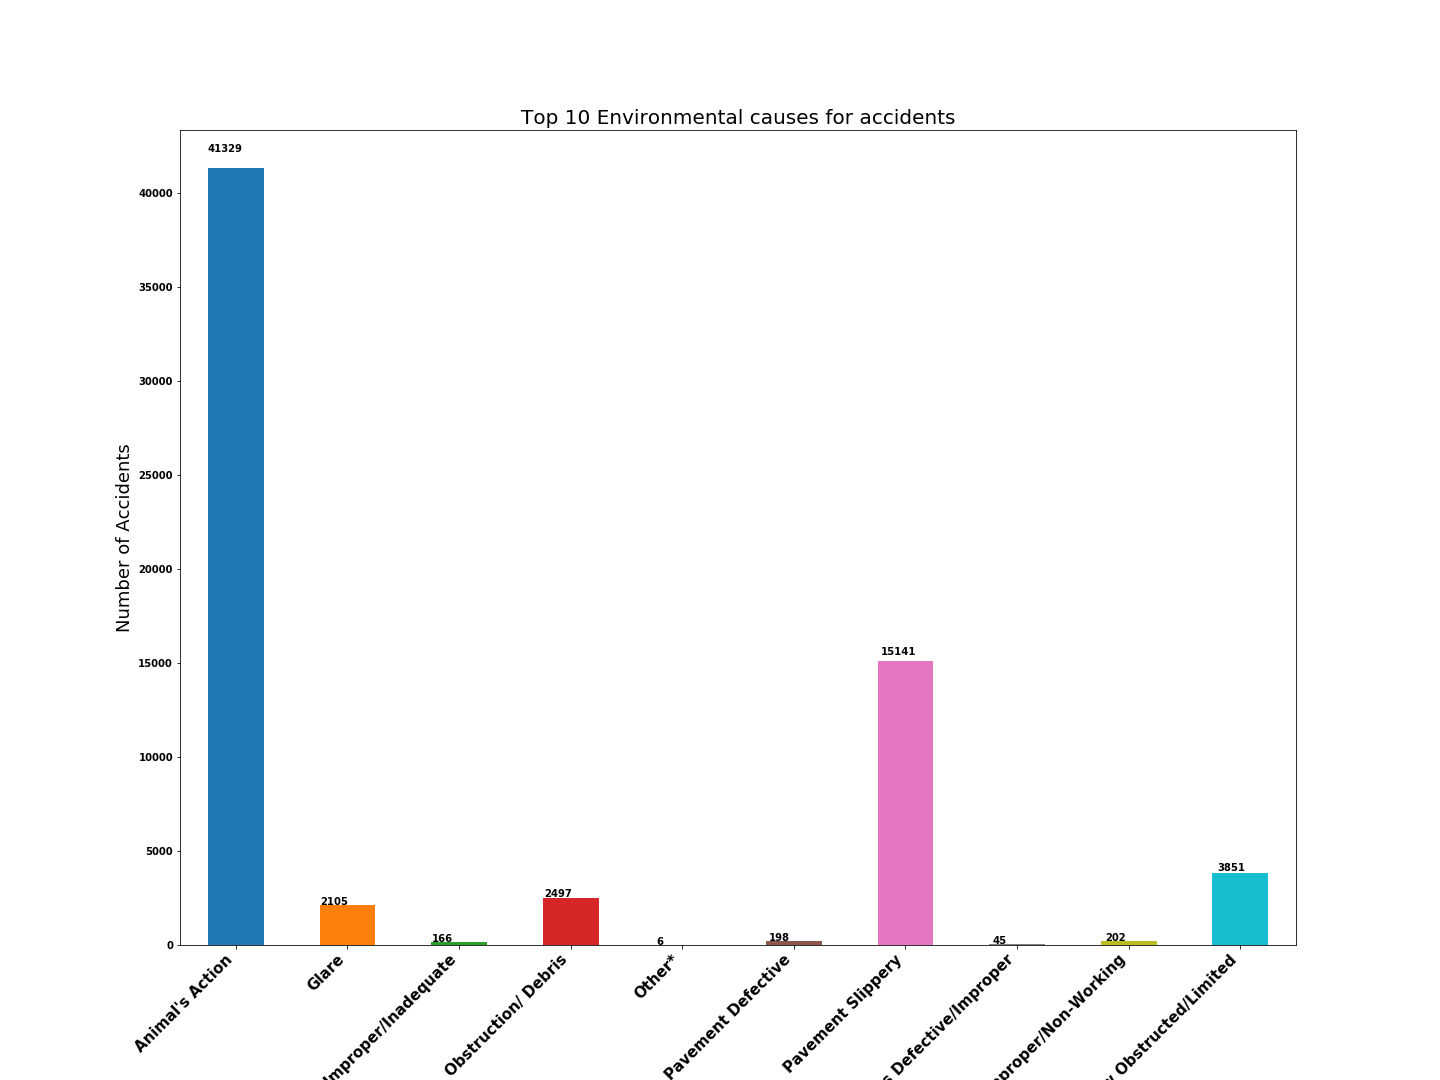 Top 10 Environmental causes for accidents
Number of Accidents
40000
35000
30000
25000
20000
15000
10000
5000
0
41329
2105
166
2497
6
198
15141
45
202
3851
Animal's Action
Glare
Improper/Inadequate
Obstruction/ Debris
Other*
Pavement Defective
Pavement Slippery
Defective/Improper
Non-Working
Obstructed/Limited